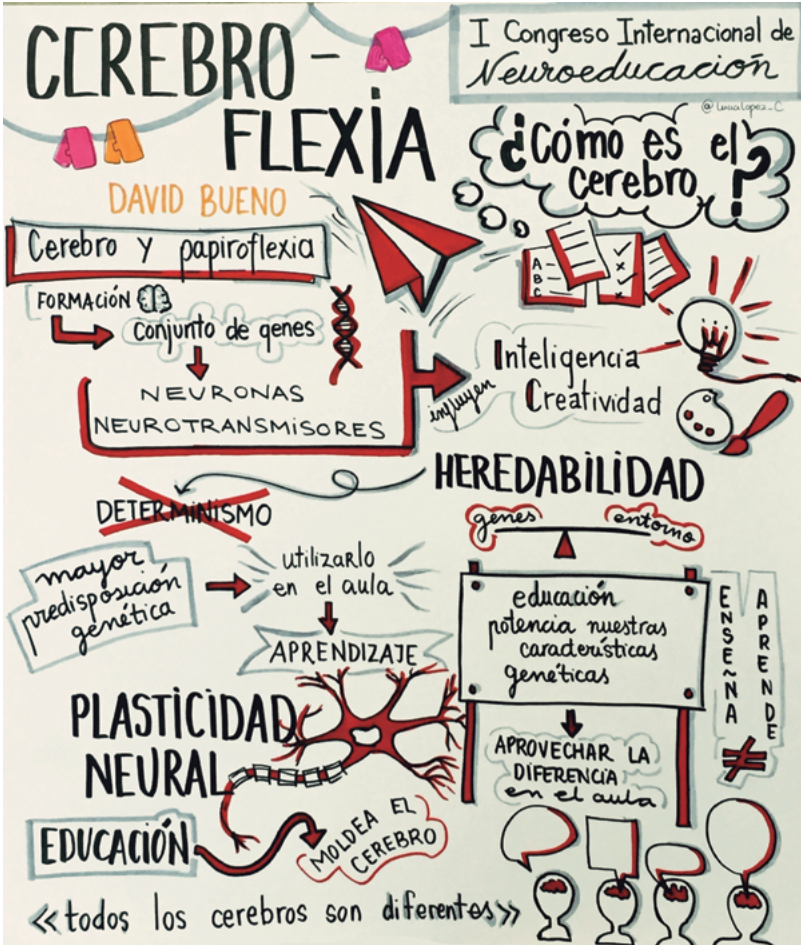 CEREBRO-
FLEXIA
DAVID BUENO
I Congreso Internacional de
Neuroeducación
¿Cómo es el
cerebro?
Cerebro y papiroflexia
FORMACIÓN
Conjunto de genes
NEURONAS
NEUROTRANSMISORES
influyen
A-
B-
C-
Inteligencia
Creatividad
HEREDABILIDAD
DETERMINISMO
genes
entorno
mayor
predisposición
genética
utilizarlo
en el aula
APRENDIZAJE
educación
potencia nuestras
características
genéticas
APROVECHAR LA
DIFERENCIA
en el aula
ENSEÑA
≠
APRENDE
PLASTICIDAD
NEURAL
EDUCACIÓN
MOLDEA EL
CEREBRO
<<todos los cerebros son diferentes>>